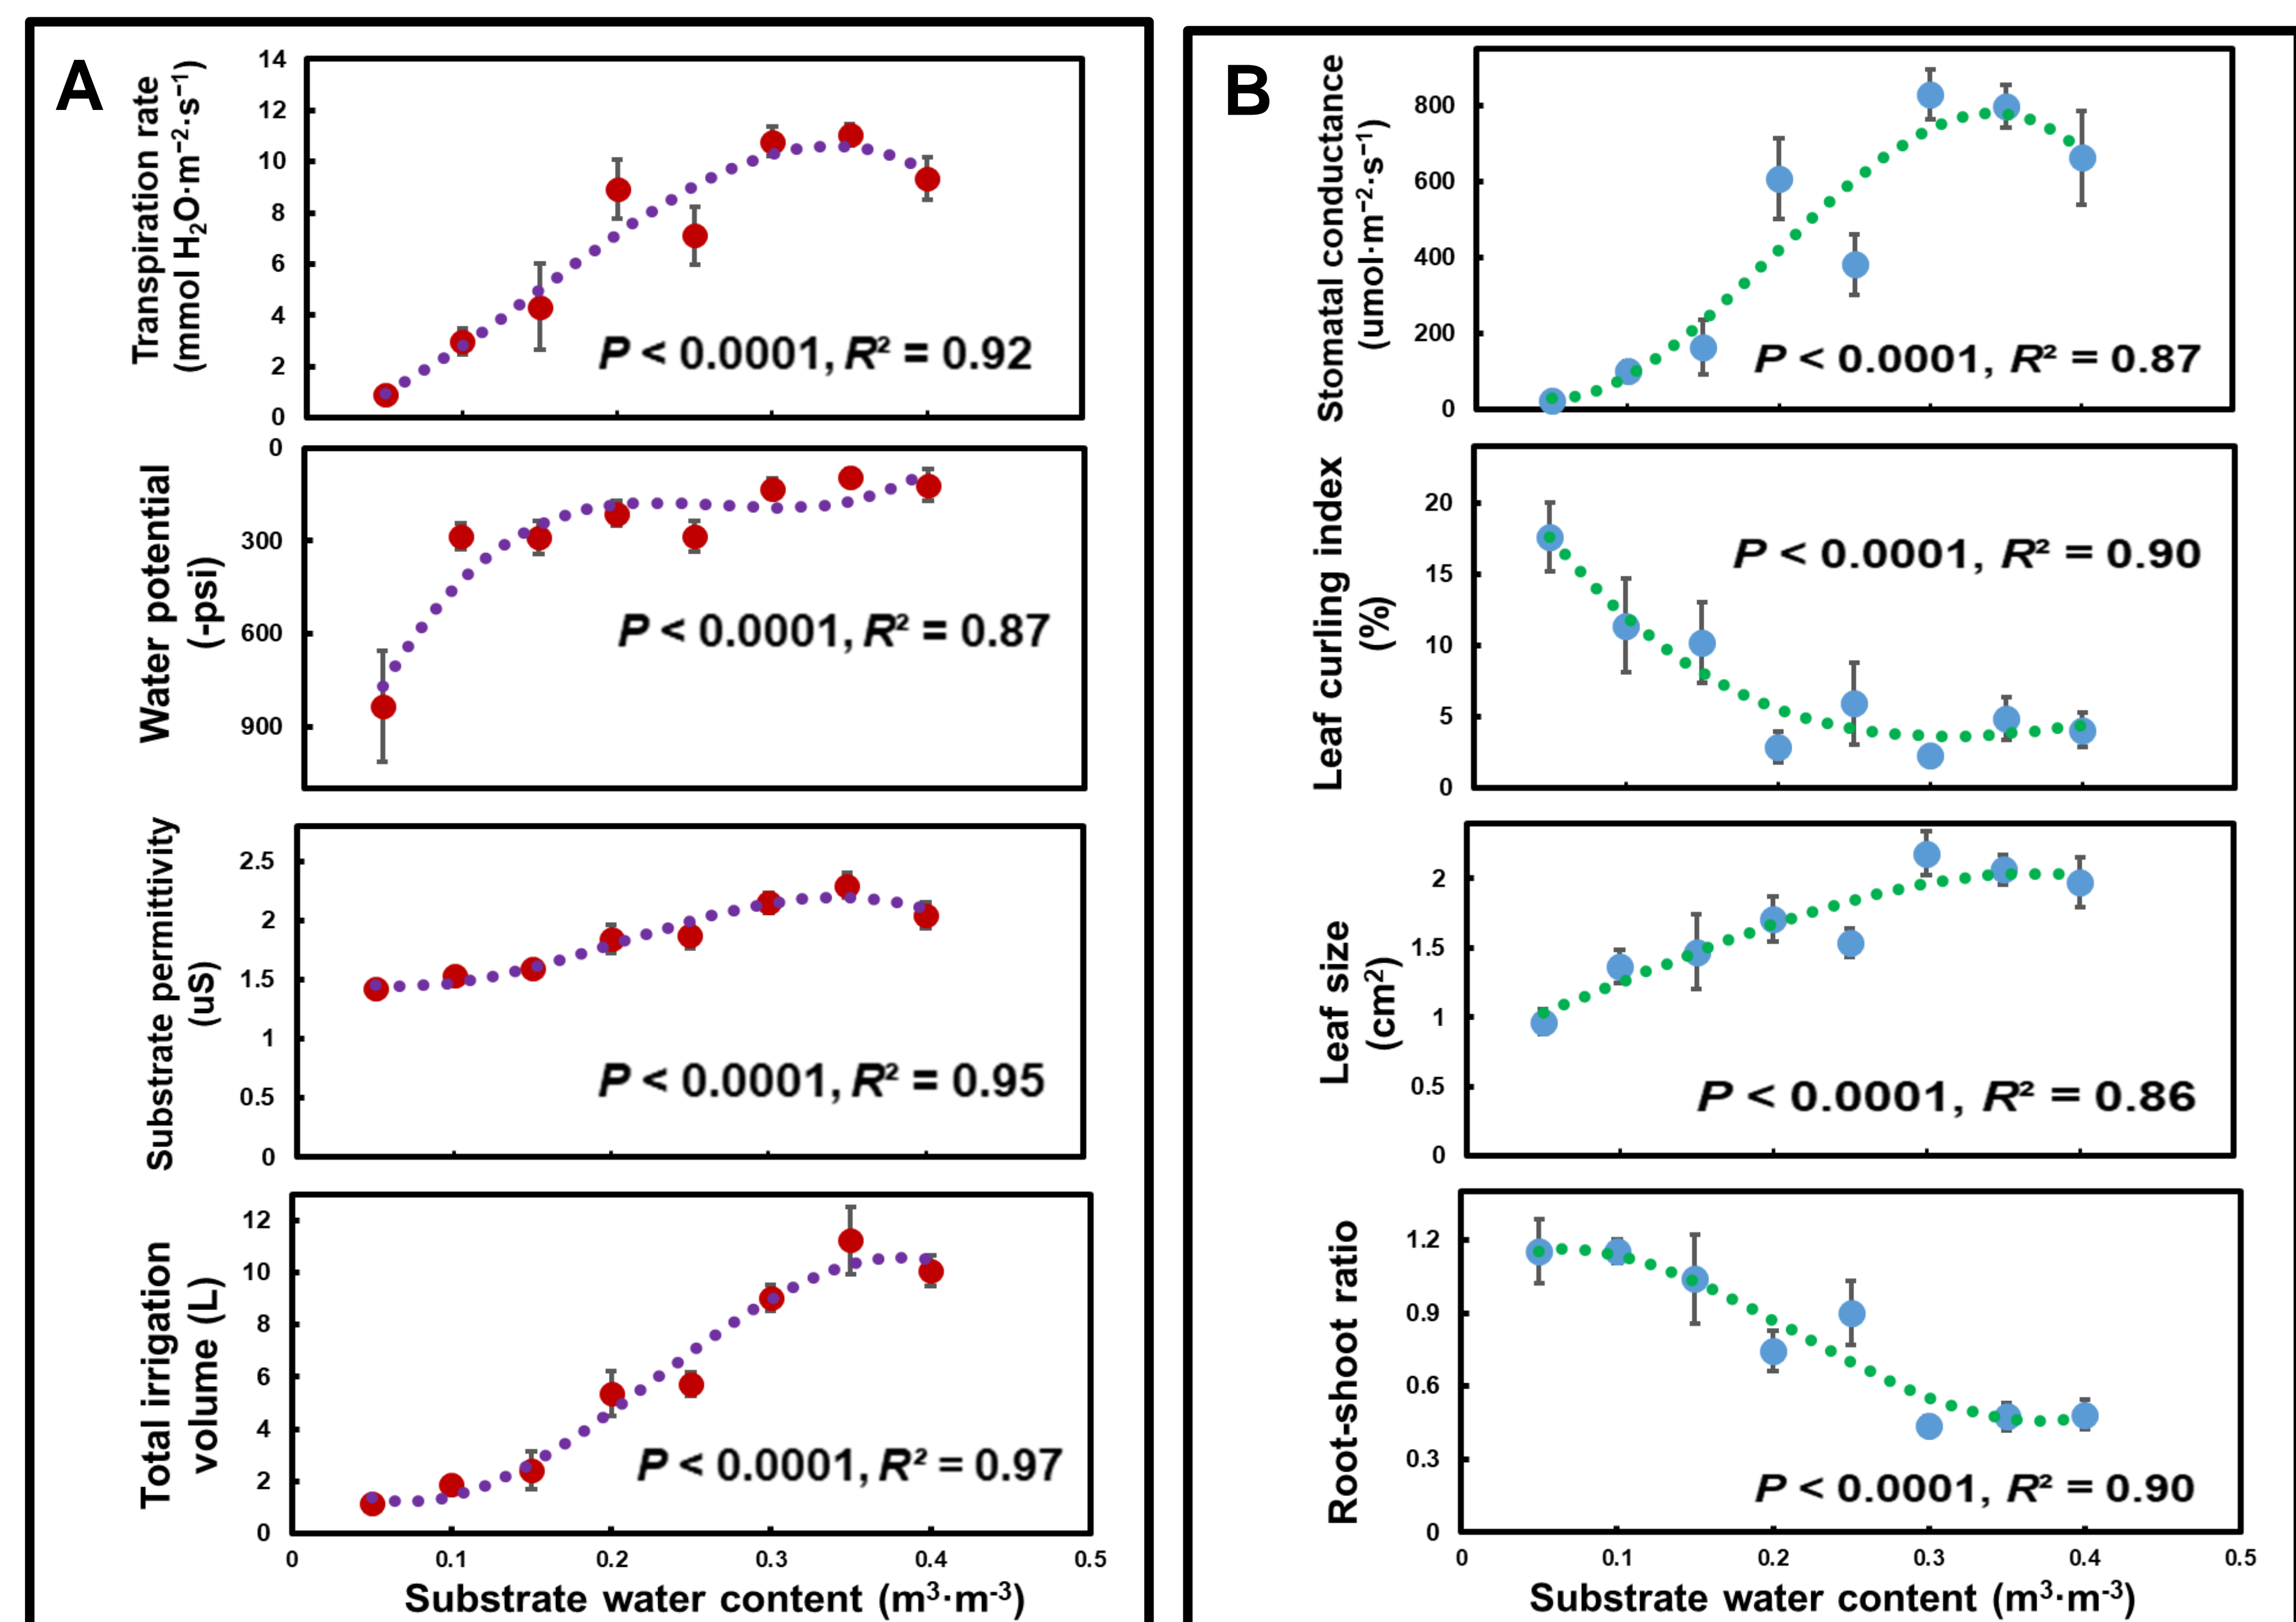 A
Transpiration rate
(mmol H₂O·m⁻²·s⁻¹)
14
12
10
8
6
4
2
0
P < 0.0001, R² = 0.92
Water potential
(-psi)
0
300
600
900
P < 0.0001, R² = 0.87
Substrate permittivity
(uS)
2.5
2
1.5
1
0.5
0
P < 0.0001, R² = 0.95
Total irrigation
volume (L)
12
10
8
6
4
2
0
P < 0.0001, R² = 0.97
0 0.1 0.2 0.3 0.4 0.5
Substrate water content (m³·m⁻³)
B
Stomatal conductance
(umol·m⁻²·s⁻¹)
800
600
400
200
0
P < 0.0001, R² = 0.87
Leaf curling index
(%)
20
15
10
5
0
P < 0.0001, R² = 0.90
Leaf size
(cm²)
2
1.5
1
0.5
0
P < 0.0001, R² = 0.86
Root-shoot ratio
1.2
0.9
0.6
0.3
0
P < 0.0001, R² = 0.90
0 0.1 0.2 0.3 0.4 0.5
Substrate water content (m³·m⁻³)